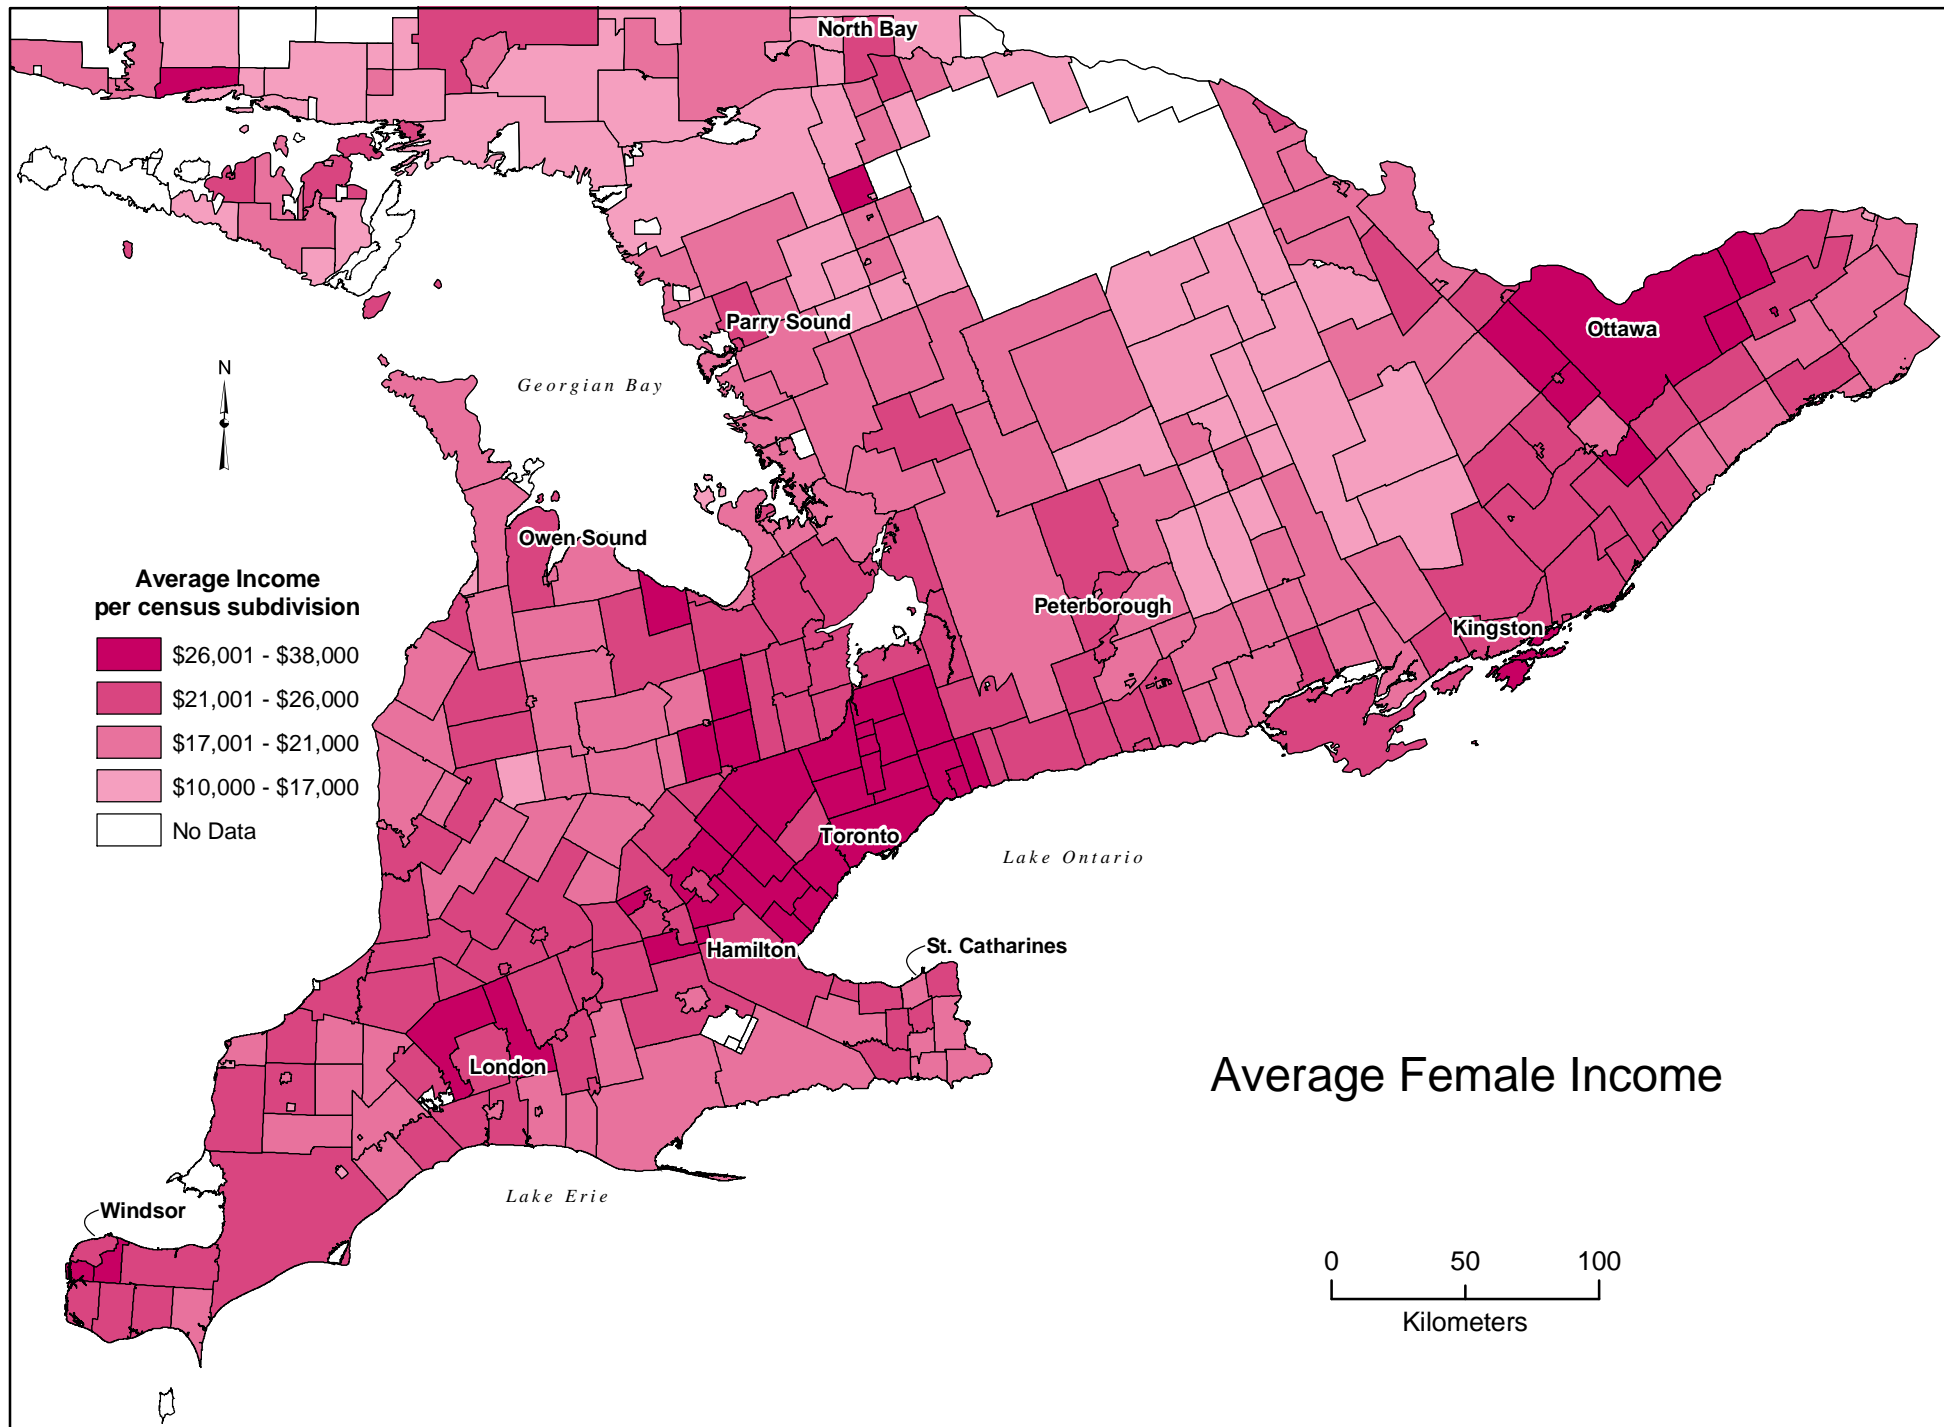 North Bay
Parry Sound
Ottawa
N
Georgian Bay
Owen Sound
Average Income
per census subdivision
$26,001 - $38,000
$21,001 - $26,000
$17,001 - $21,000
$10,000 - $17,000
No Data
Peterborough
Kingston
Toronto
Lake Ontario
Hamilton
St. Catharines
London
Average Female Income
Lake Erie
Windsor
0 50 100
Kilometers